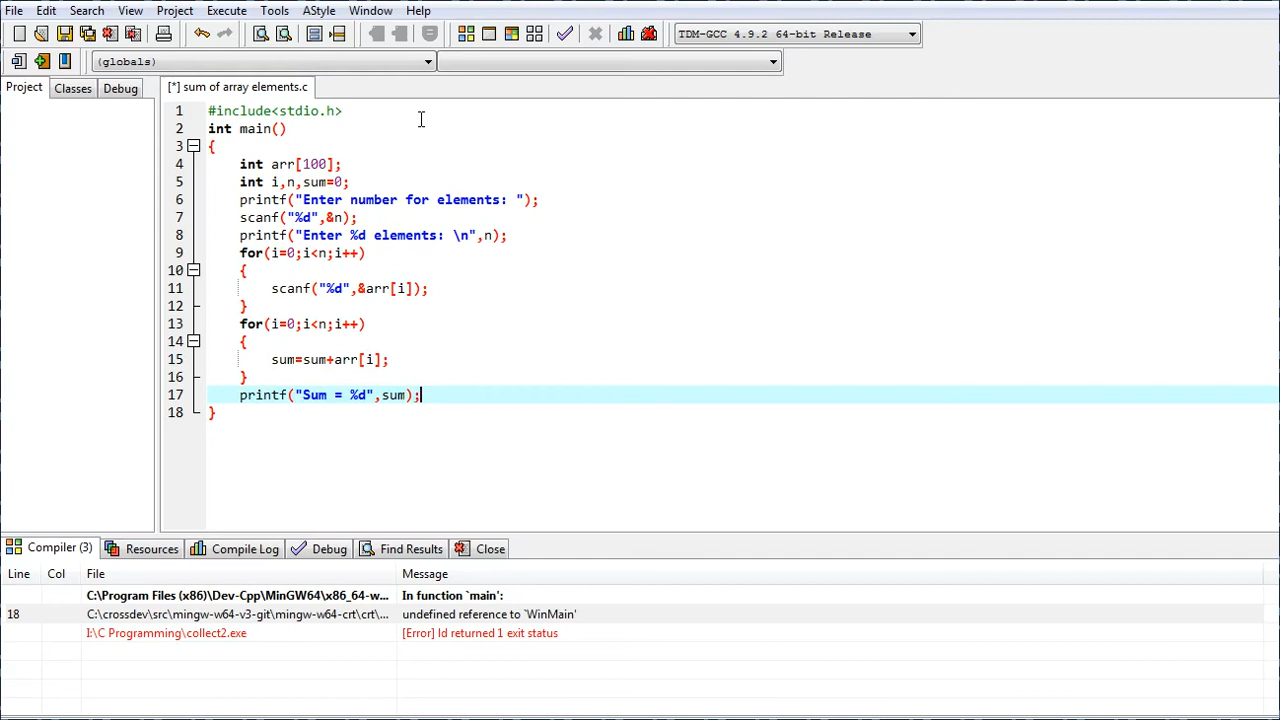 File Edit Search View Project Execute Tools AStyle Window Help
TDM-GCC 4.9.2 64-bit Release
(globals)
Project Classes Debug [*] sum of array elements.c
1 #include<stdio.h>
2 int main()
3 {
4 int arr[100];
5 int i,n,sum=0;
6 printf("Enter number for elements: ");
7 scanf("%d",&n);
8 printf("Enter %d elements: \n",n);
9 for(i=0;i<n;i++)
10 {
11 scanf("%d",&arr[i]);
12 }
13 for(i=0;i<n;i++)
14 {
15 sum=sum+arr[i];
16 }
17 printf("Sum = %d",sum);
18 }
Compiler (3) Resources Compile Log Debug Find Results Close
Line Col File Message
C:\Program Files (x86)\Dev-Cpp\MinGW64\x86_64-w... In function `main':
18 C:\crossdev\src\mingw-w64-v3-git\mingw-w64-crt\crt\... undefined reference to `WinMain'
I:\C Programming\collect2.exe [Error] ld returned 1 exit status